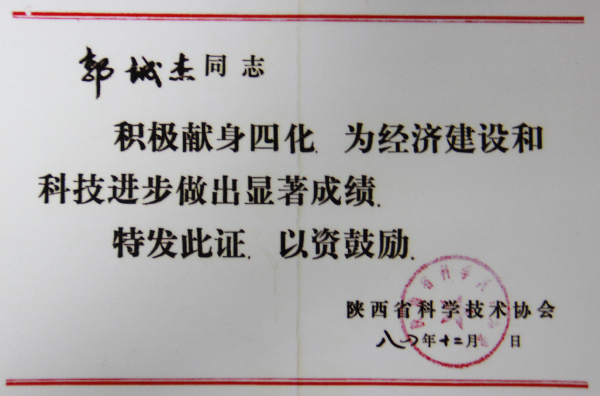 郭城杰同志
积极献身四化，为经济建设和
科技进步做出显著成绩，
特发此证，以资鼓励．
陕西省科学技术协会
八四年十二月 日